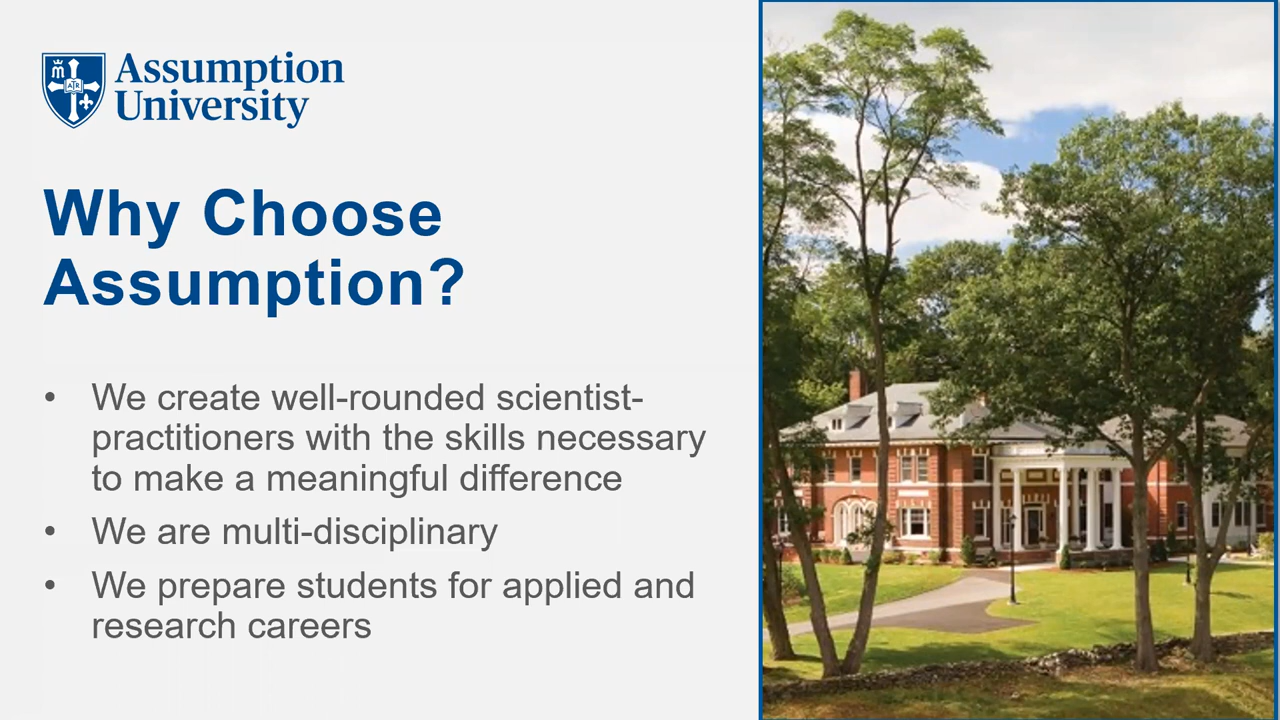 Assumption
University
Why Choose
Assumption?
• We create well-rounded scientist-
practitioners with the skills necessary
to make a meaningful difference
• We are multi-disciplinary
• We prepare students for applied and
research careers